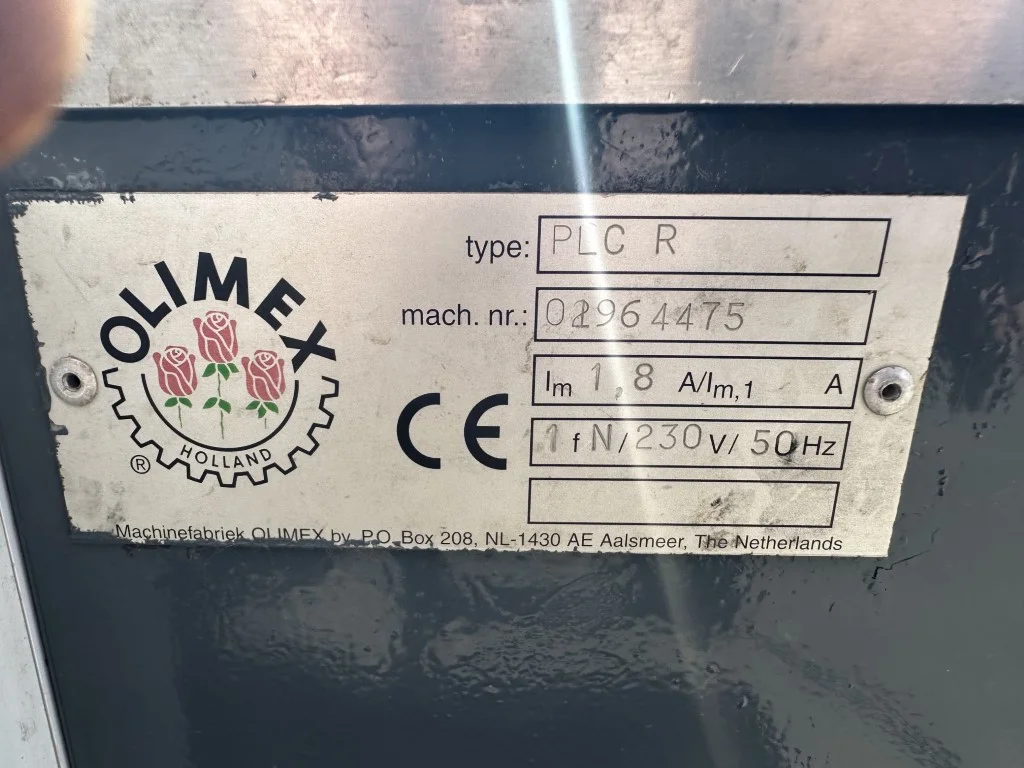 OLIMEX
HOLLAND
®
CE
type: PLC R
mach. nr.: 01964475
Im 1,8 A/Im,1 A
1 f N/230 V/ 50 Hz
Machinefabriek OLIMEX bv P.O. Box 208, NL-1430 AE Aalsmeer, The Netherlands